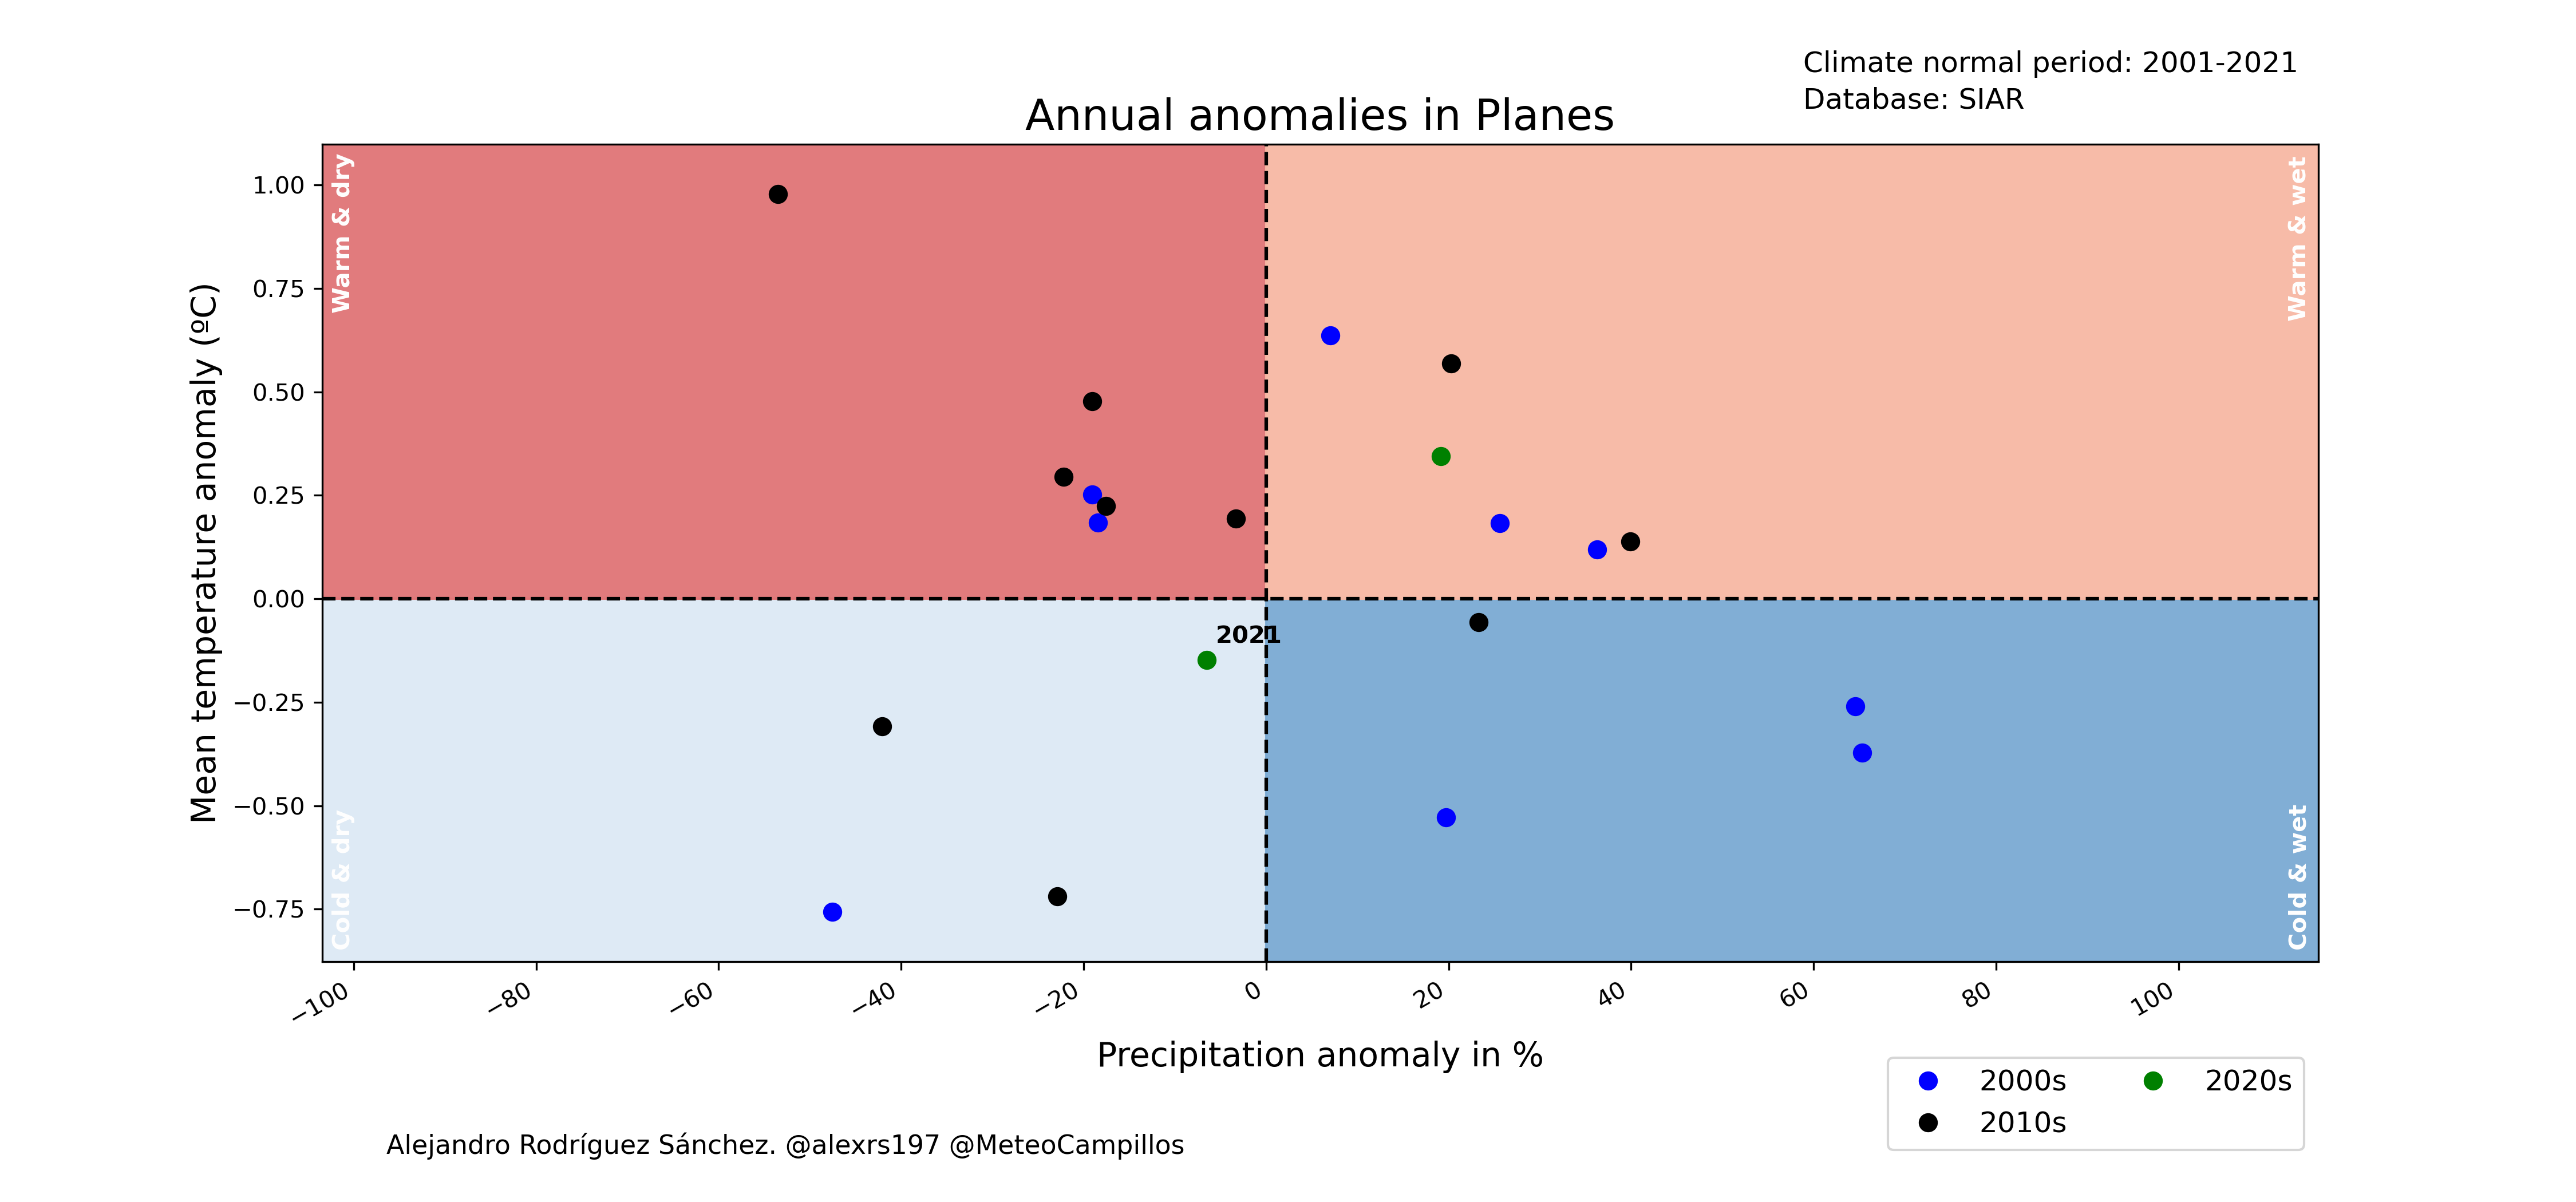 Climate normal period: 2001-2021
Database: SIAR
Annual anomalies in Planes
Warm & dry
Warm & wet
1.00
0.75
0.50
0.25
0.00
−0.25
−0.50
−0.75
Mean temperature anomaly (ºC)
2021
Cold & dry
Cold & wet
−100
−80
−60
−40
−20
0
20
40
60
80
100
Precipitation anomaly in %
2000s
2010s
2020s
Alejandro Rodríguez Sánchez. @alexrs197 @MeteoCampillos